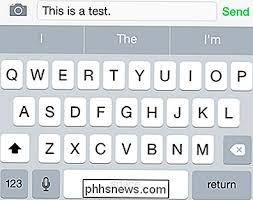 This is a test. Send
I The I'm
Q W E R T Y U I O P
A S D F G H J K L
Z X C V B N M
123 phhsnews.com return